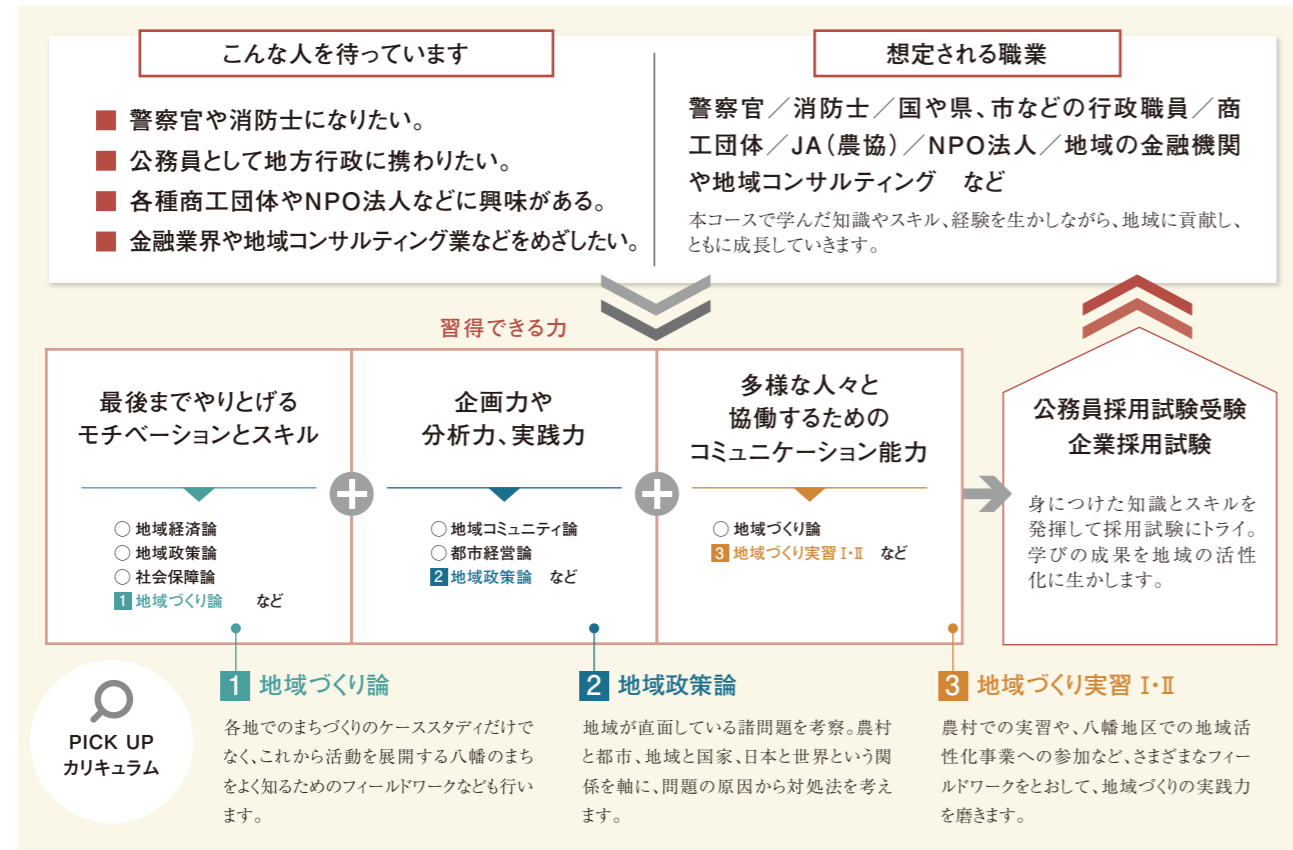 こんな人を待っています
■ 警察官や消防士になりたい。
■ 公務員として地方行政に携わりたい。
■ 各種商工団体やNPO法人などに興味がある。
■ 金融業界や地域コンサルティング業などをめざしたい。
想定される職業
警察官／消防士／国や県、市などの行政職員／商
工団体／JA（農協）／NPO法人／地域の金融機関
や地域コンサルティング　など
本コースで学んだ知識やスキル、経験を生かしながら、地域に貢献し、
ともに成長していきます。
習得できる力
最後までやりとげる
モチベーションとスキル
○ 地域経済論
○ 地域政策論
○ 社会保障論
1 地域づくり論　など
企画力や
分析力、実践力
○ 地域コミュニティ論
○ 都市経営論
2 地域政策論　など
多様な人々と
協働するための
コミュニケーション能力
○ 地域づくり論
3 地域づくり実習 I・II　など
公務員採用試験受験
企業採用試験
身につけた知識とスキルを
発揮して採用試験にトライ。
学びの成果を地域の活性
化に生かします。
PICK UP
カリキュラム
1 地域づくり論
各地でのまちづくりのケーススタディだけで
なく、これから活動を展開する八幡のまち
をよく知るためのフィールドワークなども行い
ます。
2 地域政策論
地域が直面している諸問題を考察。農村
と都市、地域と国家、日本と世界という関
係を軸に、問題の原因から対処法を考え
ます。
3 地域づくり実習 I・II
農村での実習や、八幡地区での地域活
性化事業への参加など、さまざまなフィー
ルドワークをとおして、地域づくりの実践力
を磨きます。